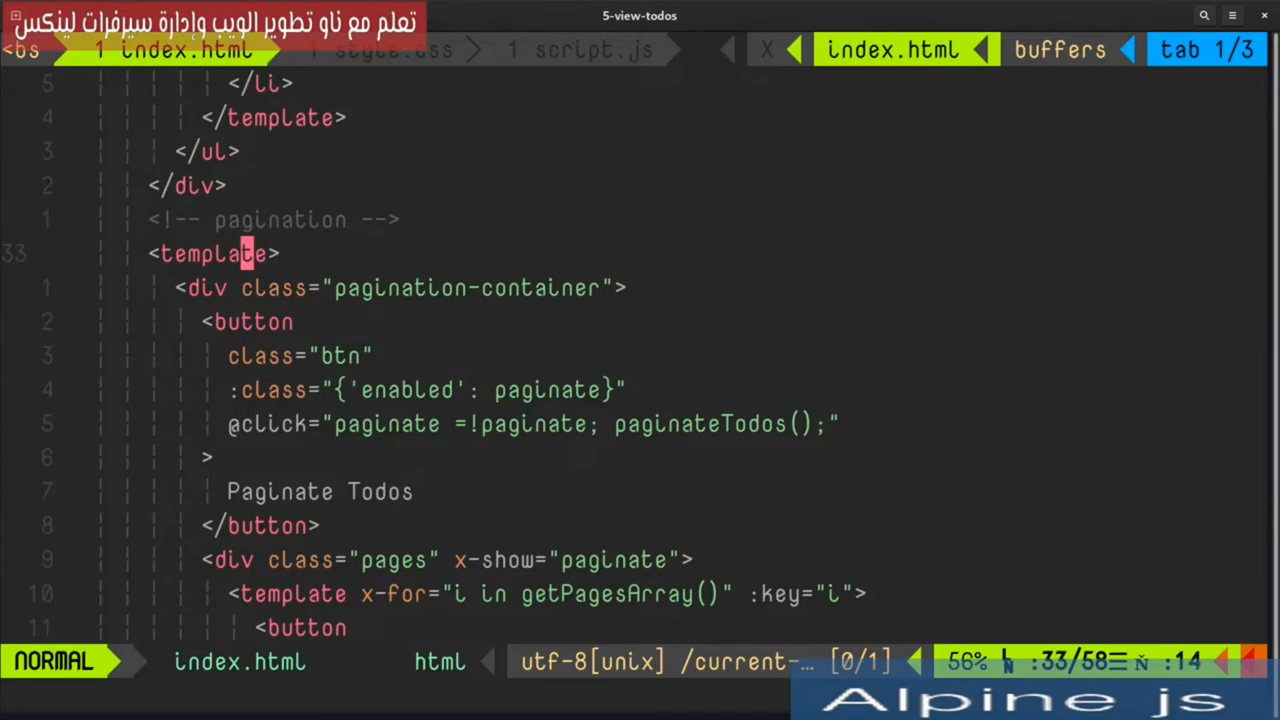 5-view-todos
تعلم مع ناو تطوير الويب وإدارة سيرفرات لينكس
<bs 1 index.html 1 style.css 1 script.js X index.html buffers tab 1/3
5 </li>
4 </template>
3 </ul>
2 </div>
1 <!-- pagination -->
33 <template>
1 <div class="pagination-container">
2 <button
3 class="btn"
4 :class="{'enabled': paginate}"
5 @click="paginate =!paginate; paginateTodos();"
6 >
7 Paginate Todos
8 </button>
9 <div class="pages" x-show="paginate">
10 <template x-for="i in getPagesArray()" :key="i">
11 <button
NORMAL index.html html utf-8[unix] /current-… [0/1] 56% ㏑ :33/58☰ Ñ :14
Alpine js